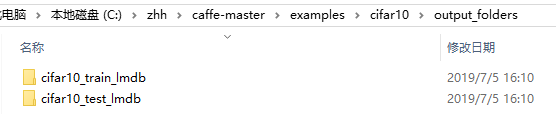 电脑 > 本地磁盘 (C:) > zhh > caffe-master > examples > cifar10 > output_folders
名称 修改日期
cifar10_train_lmdb 2019/7/5 16:10
cifar10_test_lmdb 2019/7/5 16:10